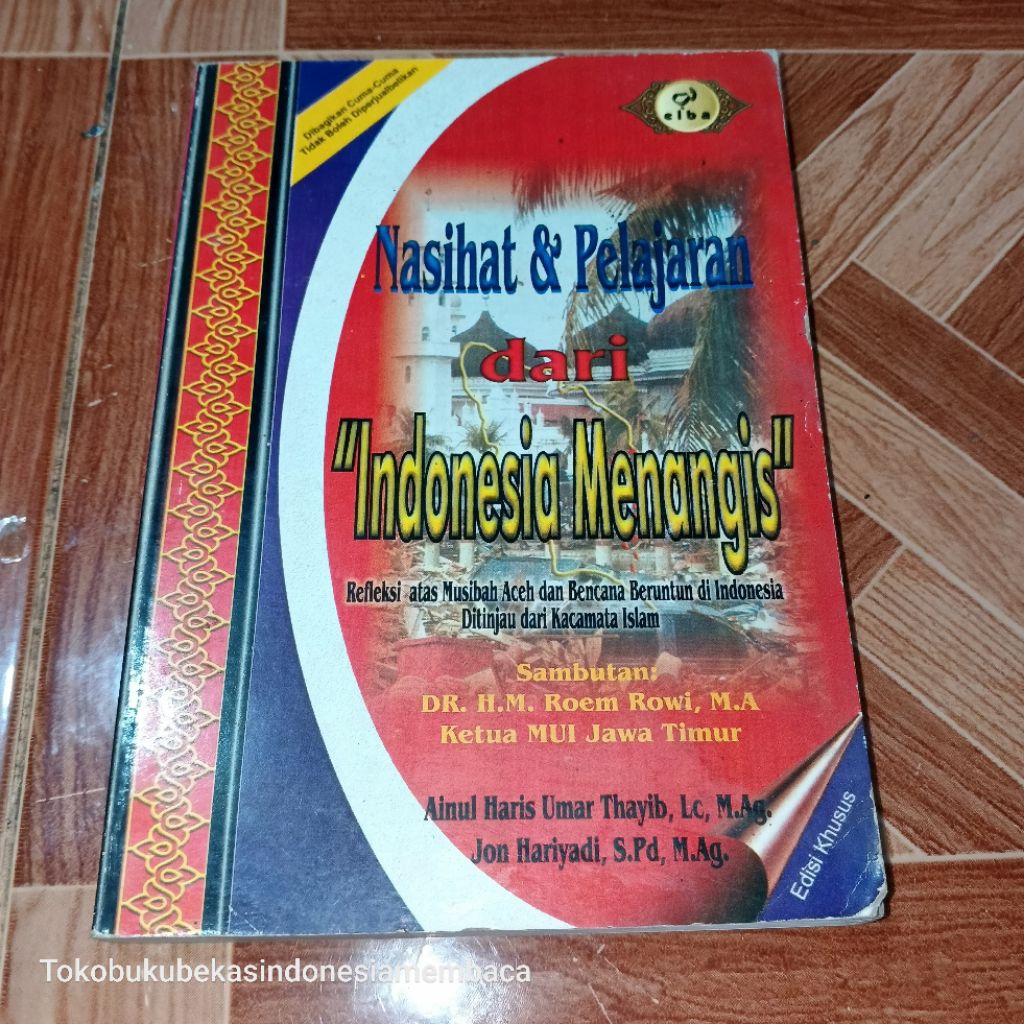 Dibagikan Cuma-Cuma
Tidak Boleh Diperjualbelikan
elba
Nasihat & Pelajaran
dari
"Indonesia Menangis"
Refleksi atas Musibah Aceh dan Bencana Beruntun di Indonesia
Ditinjau dari Kacamata Islam
Sambutan:
DR. H.M. Roem Rowi, M.A
Ketua MUI Jawa Timur
Ainul Haris Umar Thayib, Lc, M.Ag.
Jon Hariyadi, S.Pd, M.Ag.
Edisi Khusus
Tokobukubekasindonesiamembaca